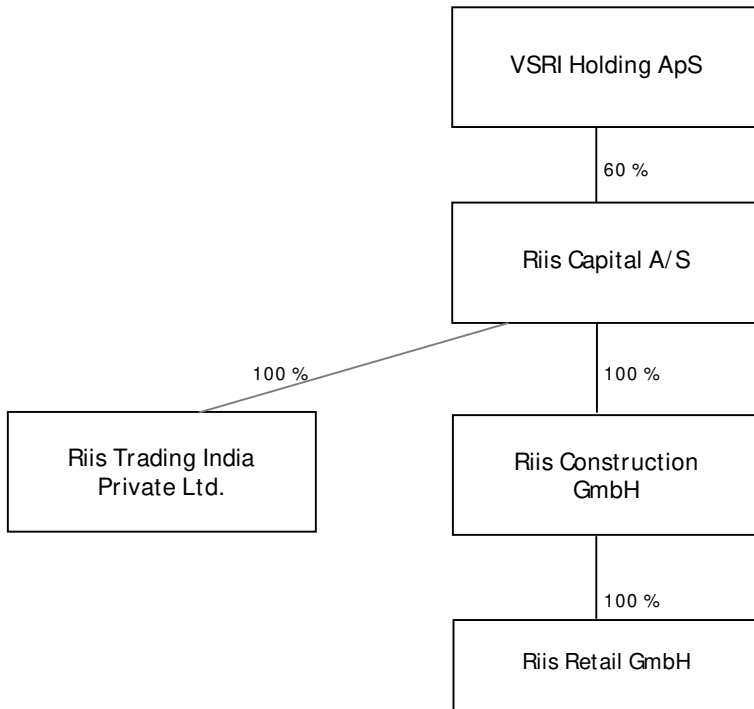 VSRI Holding ApS
60 %
Riis Capital A/S
100 %
100 %
Riis Trading India
Private Ltd.
Riis Construction
GmbH
100 %
Riis Retail GmbH